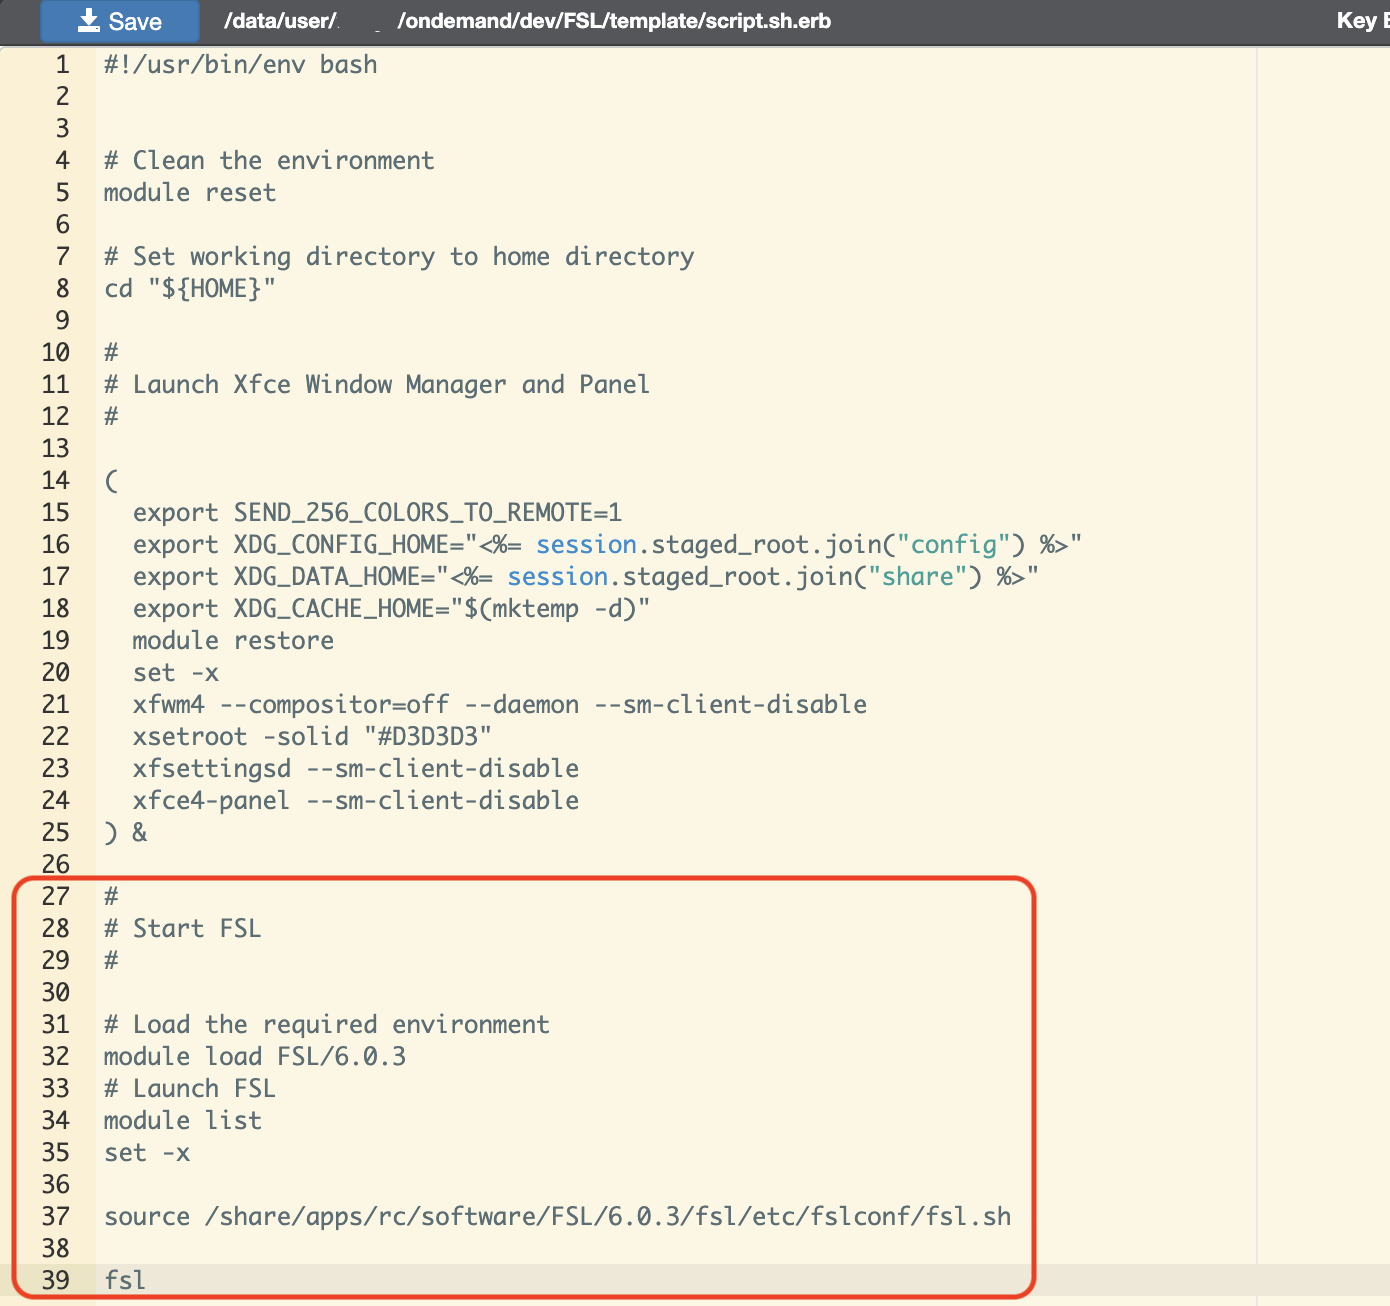 Save /data/user/ /ondemand/dev/FSL/template/script.sh.erb Key
1 #!/usr/bin/env bash
2
3
4 # Clean the environment
5 module reset
6
7 # Set working directory to home directory
8 cd "${HOME}"
9
10 #
11 # Launch Xfce Window Manager and Panel
12 #
13
14 (
15   export SEND_256_COLORS_TO_REMOTE=1
16   export XDG_CONFIG_HOME="<%= session.staged_root.join("config") %>"
17   export XDG_DATA_HOME="<%= session.staged_root.join("share") %>"
18   export XDG_CACHE_HOME="$(mktemp -d)"
19   module restore
20   set -x
21   xfwm4 --compositor=off --daemon --sm-client-disable
22   xsetroot -solid "#D3D3D3"
23   xfsettingsd --sm-client-disable
24   xfce4-panel --sm-client-disable
25 ) &
26
27 #
28 # Start FSL
29 #
30
31 # Load the required environment
32 module load FSL/6.0.3
33 # Launch FSL
34 module list
35 set -x
36
37 source /share/apps/rc/software/FSL/6.0.3/fsl/etc/fslconf/fsl.sh
38
39 fsl